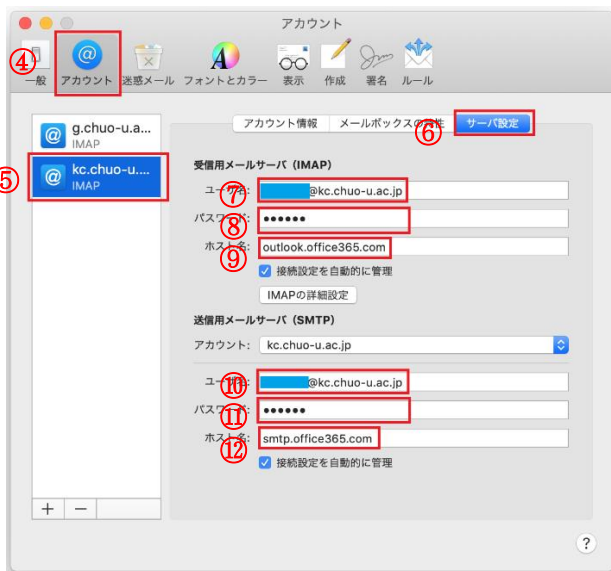 アカウント
④
一般 アカウント 迷惑メール フォントとカラー 表示 作成 署名 ルール
アカウント情報 メールボックスの特性 サーバ設定
⑥
g.chuo-u.a...
IMAP
⑤
kc.chuo-u....
IMAP
受信用メールサーバ (IMAP)
⑦
ユーザ名: @kc.chuo-u.ac.jp
⑧
パスワード: ••••••
⑨
ホスト名: outlook.office365.com
接続設定を自動的に管理
IMAPの詳細設定
送信用メールサーバ (SMTP)
アカウント: kc.chuo-u.ac.jp
⑩
ユーザ名: @kc.chuo-u.ac.jp
⑪
パスワード: ••••••
⑫
ホスト名: smtp.office365.com
接続設定を自動的に管理
+ −
?